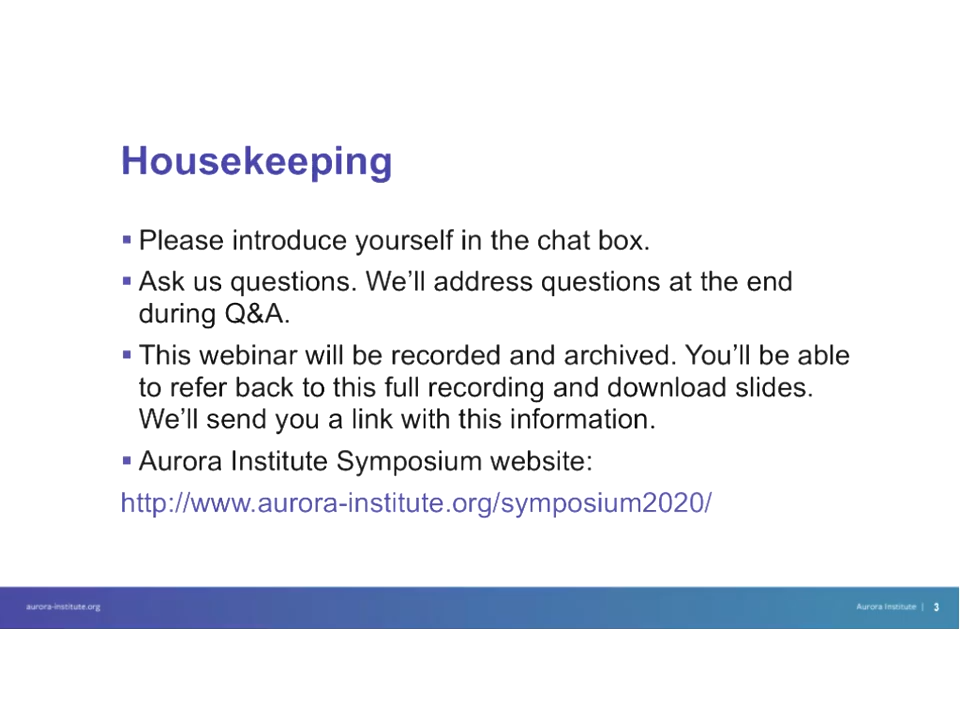 Housekeeping
▪ Please introduce yourself in the chat box.
▪ Ask us questions. We’ll address questions at the end
during Q&A.
▪ This webinar will be recorded and archived. You’ll be able
to refer back to this full recording and download slides.
We’ll send you a link with this information.
▪ Aurora Institute Symposium website:
http://www.aurora-institute.org/symposium2020/
aurora-institute.org
Aurora Institute | 3